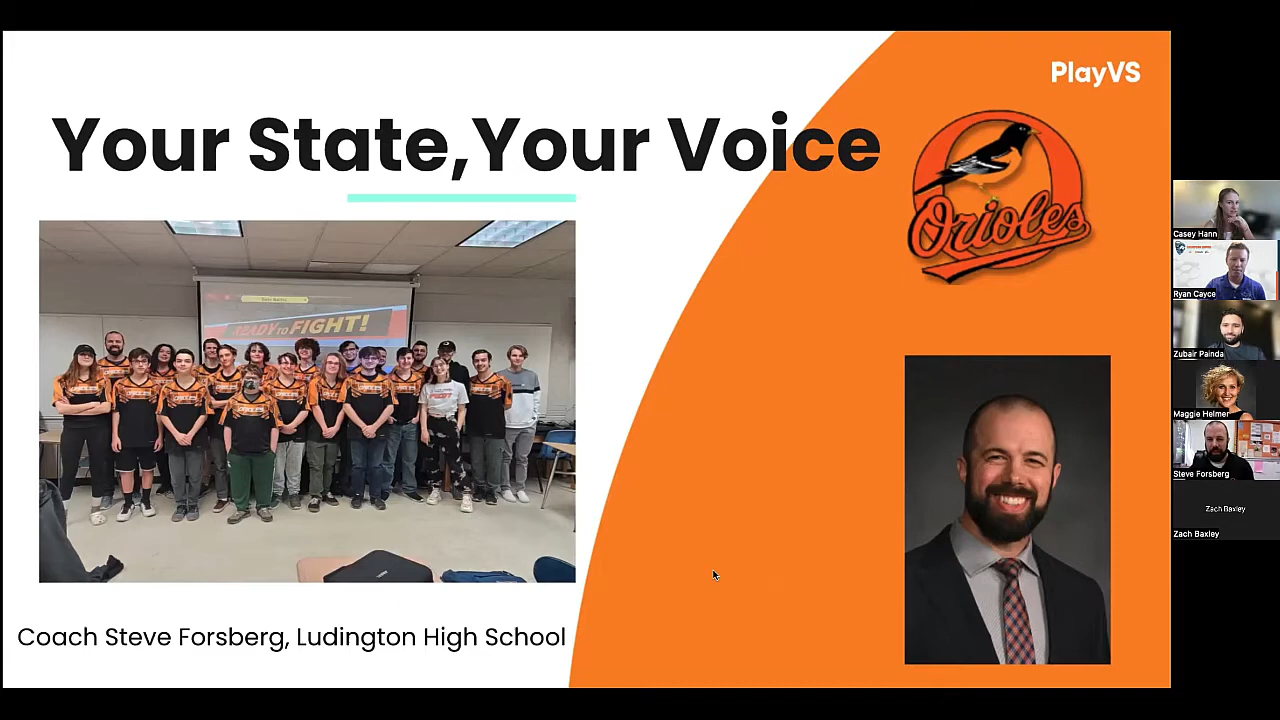 PlayVS
Your State,Your Voice
Orioles
READY TO FIGHT!
Coach Steve Forsberg, Ludington High School
Casey Hann
Ryan Cayce
Zubair Painda
Maggie Helmer
Steve Forsberg
Zach Baxley
Zach Baxley